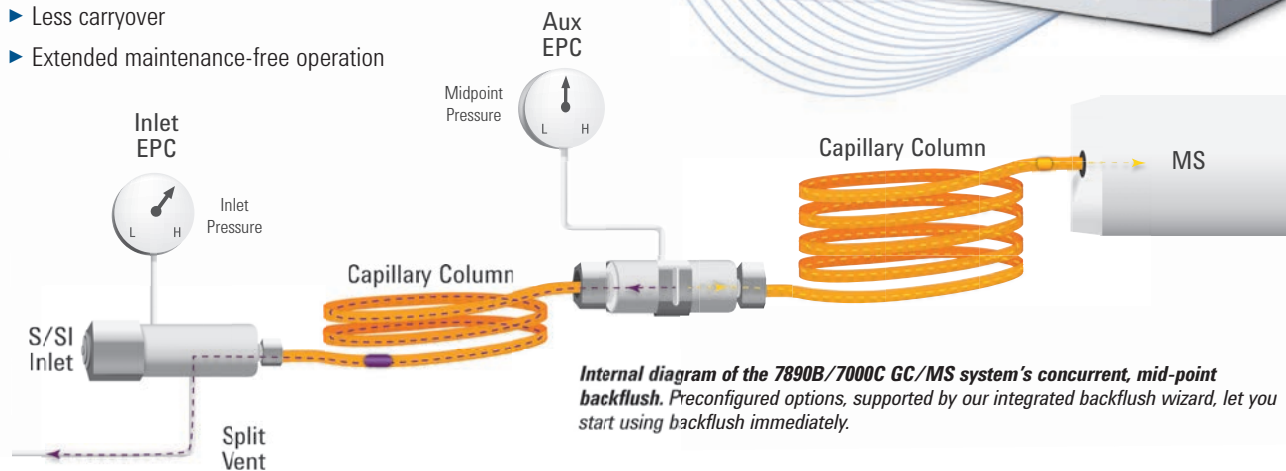 ► Less carryover
► Extended maintenance-free operation
Aux
EPC
Midpoint
Pressure
L H
Inlet
EPC
Inlet
Pressure
L H
Capillary Column
MS
Capillary Column
S/SI
Inlet
Split
Vent
Internal diagram of the 7890B/7000C GC/MS system's concurrent, mid-point
backflush. Preconfigured options, supported by our integrated backflush wizard, let you
start using backflush immediately.